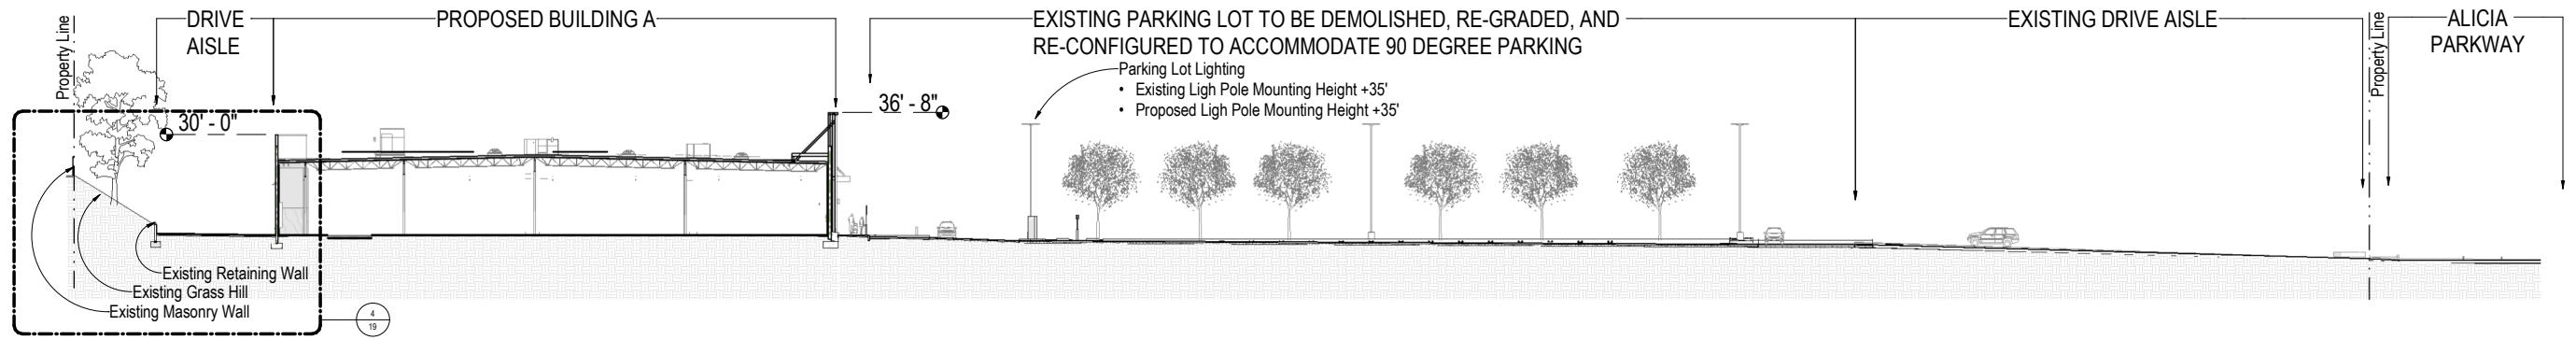 Property Line
DRIVE
AISLE
PROPOSED BUILDING A
EXISTING PARKING LOT TO BE DEMOLISHED, RE-GRADED, AND
RE-CONFIGURED TO ACCOMMODATE 90 DEGREE PARKING
EXISTING DRIVE AISLE
Property Line
ALICIA
PARKWAY
Parking Lot Lighting
• Existing Ligh Pole Mounting Height +35'
• Proposed Ligh Pole Mounting Height +35'
30' - 0"
36' - 8"
Existing Retaining Wall
Existing Grass Hill
Existing Masonry Wall
4
19